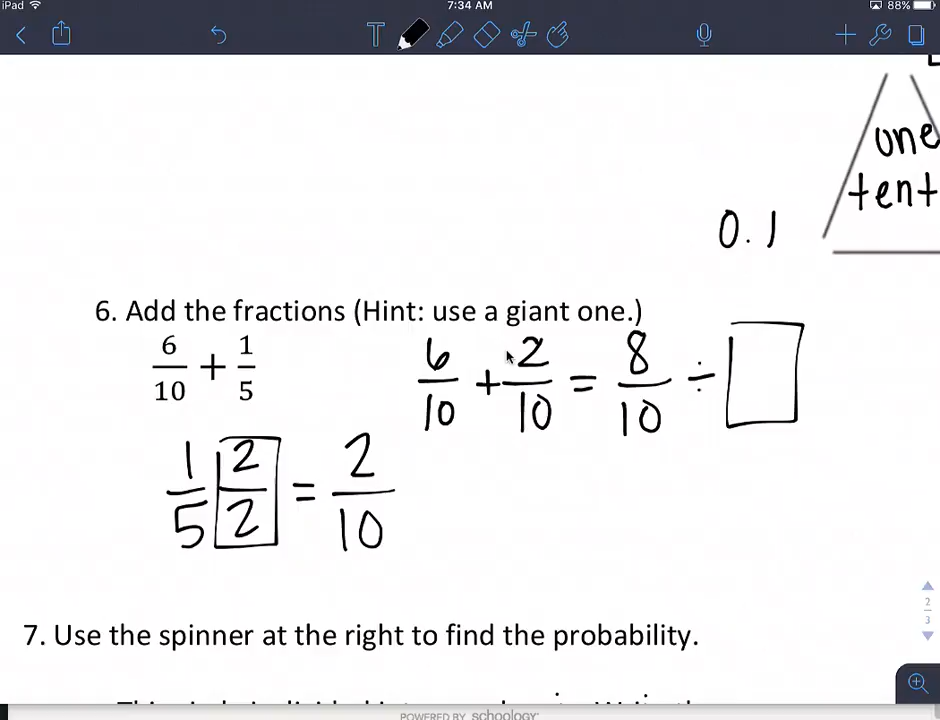 iPad 7:34 AM 88%
T
one
tent
0.1
6. Add the fractions (Hint: use a giant one.)
6/10 + 1/5
6/10 + 2/10 = 8/10 ÷
1/5 2/2 = 2/10
2/3
7. Use the spinner at the right to find the probability.
POWERED BY schoology